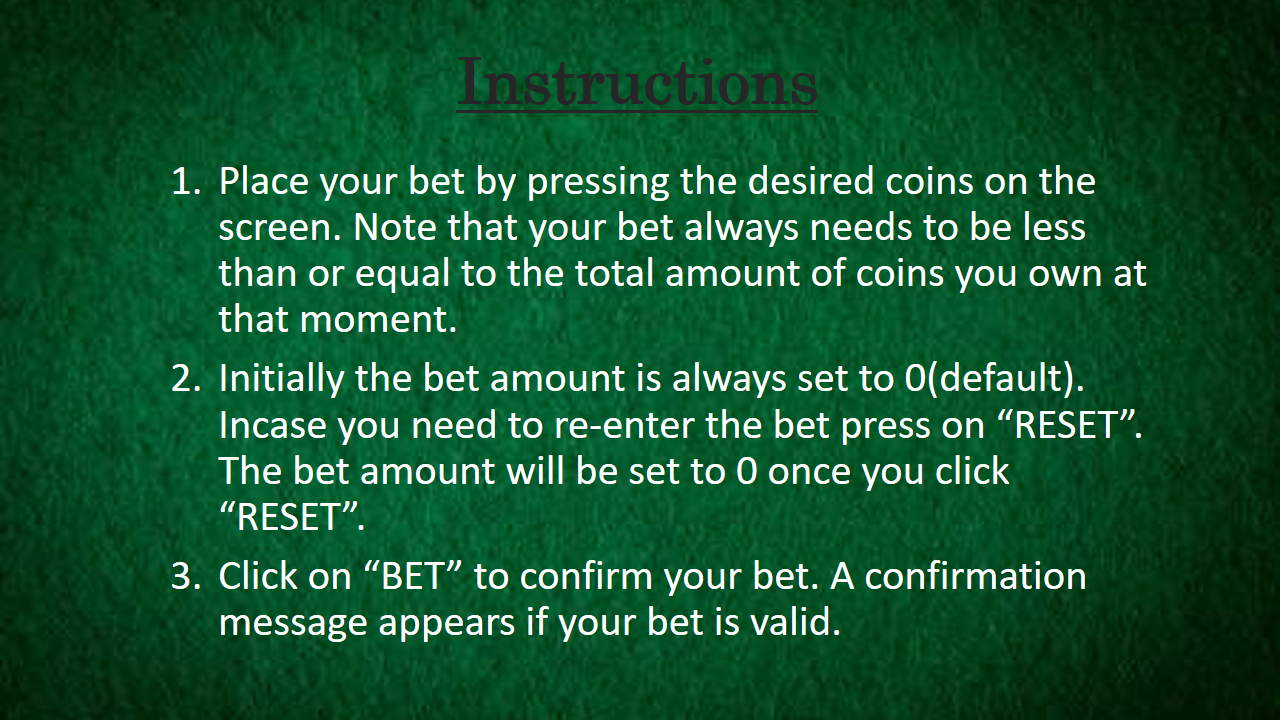 Instructions
1. Place your bet by pressing the desired coins on the
screen. Note that your bet always needs to be less
than or equal to the total amount of coins you own at
that moment.
2. Initially the bet amount is always set to 0(default).
Incase you need to re-enter the bet press on “RESET”.
The bet amount will be set to 0 once you click
“RESET”.
3. Click on “BET” to confirm your bet. A confirmation
message appears if your bet is valid.